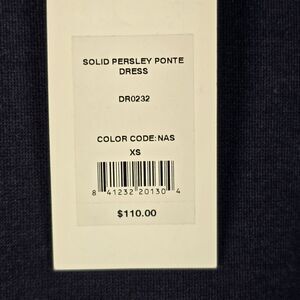 SOLID PERSLEY PONTE
DRESS
DR0232
COLOR CODE: NAS
XS
8 41232 20130 4
$110.00